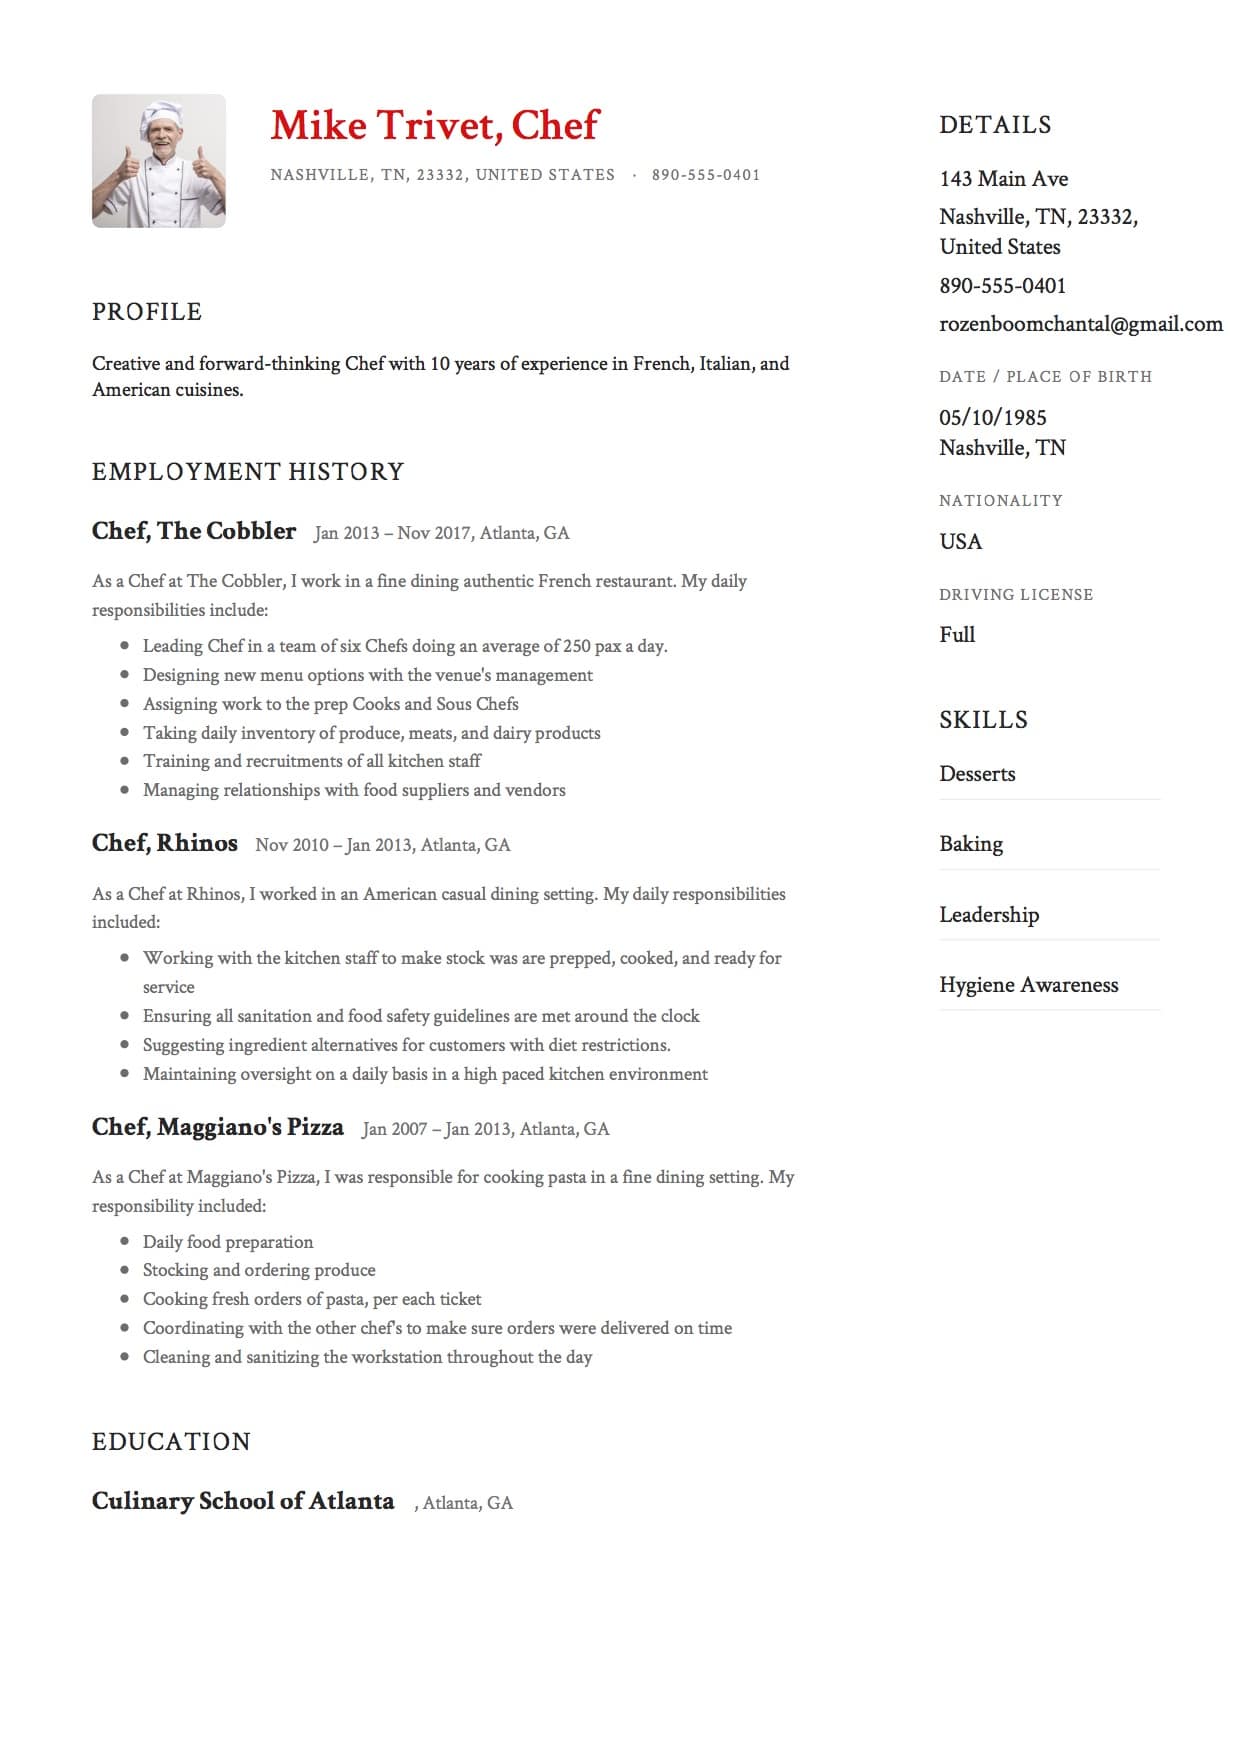 Mike Trivet, Chef
NASHVILLE, TN, 23332, UNITED STATES · 890-555-0401
PROFILE
Creative and forward-thinking Chef with 10 years of experience in French, Italian, and
American cuisines.
EMPLOYMENT HISTORY
Chef, The Cobbler Jan 2013 – Nov 2017, Atlanta, GA
As a Chef at The Cobbler, I work in a fine dining authentic French restaurant. My daily
responsibilities include:
• Leading Chef in a team of six Chefs doing an average of 250 pax a day.
• Designing new menu options with the venue's management
• Assigning work to the prep Cooks and Sous Chefs
• Taking daily inventory of produce, meats, and dairy products
• Training and recruitments of all kitchen staff
• Managing relationships with food suppliers and vendors
Chef, Rhinos Nov 2010 – Jan 2013, Atlanta, GA
As a Chef at Rhinos, I worked in an American casual dining setting. My daily responsibilities
included:
• Working with the kitchen staff to make stock was are prepped, cooked, and ready for
service
• Ensuring all sanitation and food safety guidelines are met around the clock
• Suggesting ingredient alternatives for customers with diet restrictions.
• Maintaining oversight on a daily basis in a high paced kitchen environment
Chef, Maggiano's Pizza Jan 2007 – Jan 2013, Atlanta, GA
As a Chef at Maggiano's Pizza, I was responsible for cooking pasta in a fine dining setting. My
responsibility included:
• Daily food preparation
• Stocking and ordering produce
• Cooking fresh orders of pasta, per each ticket
• Coordinating with the other chef's to make sure orders were delivered on time
• Cleaning and sanitizing the workstation throughout the day
EDUCATION
Culinary School of Atlanta , Atlanta, GA
DETAILS
143 Main Ave
Nashville, TN, 23332,
United States
890-555-0401
rozenboomchantal@gmail.com
DATE / PLACE OF BIRTH
05/10/1985
Nashville, TN
NATIONALITY
USA
DRIVING LICENSE
Full
SKILLS
Desserts
Baking
Leadership
Hygiene Awareness